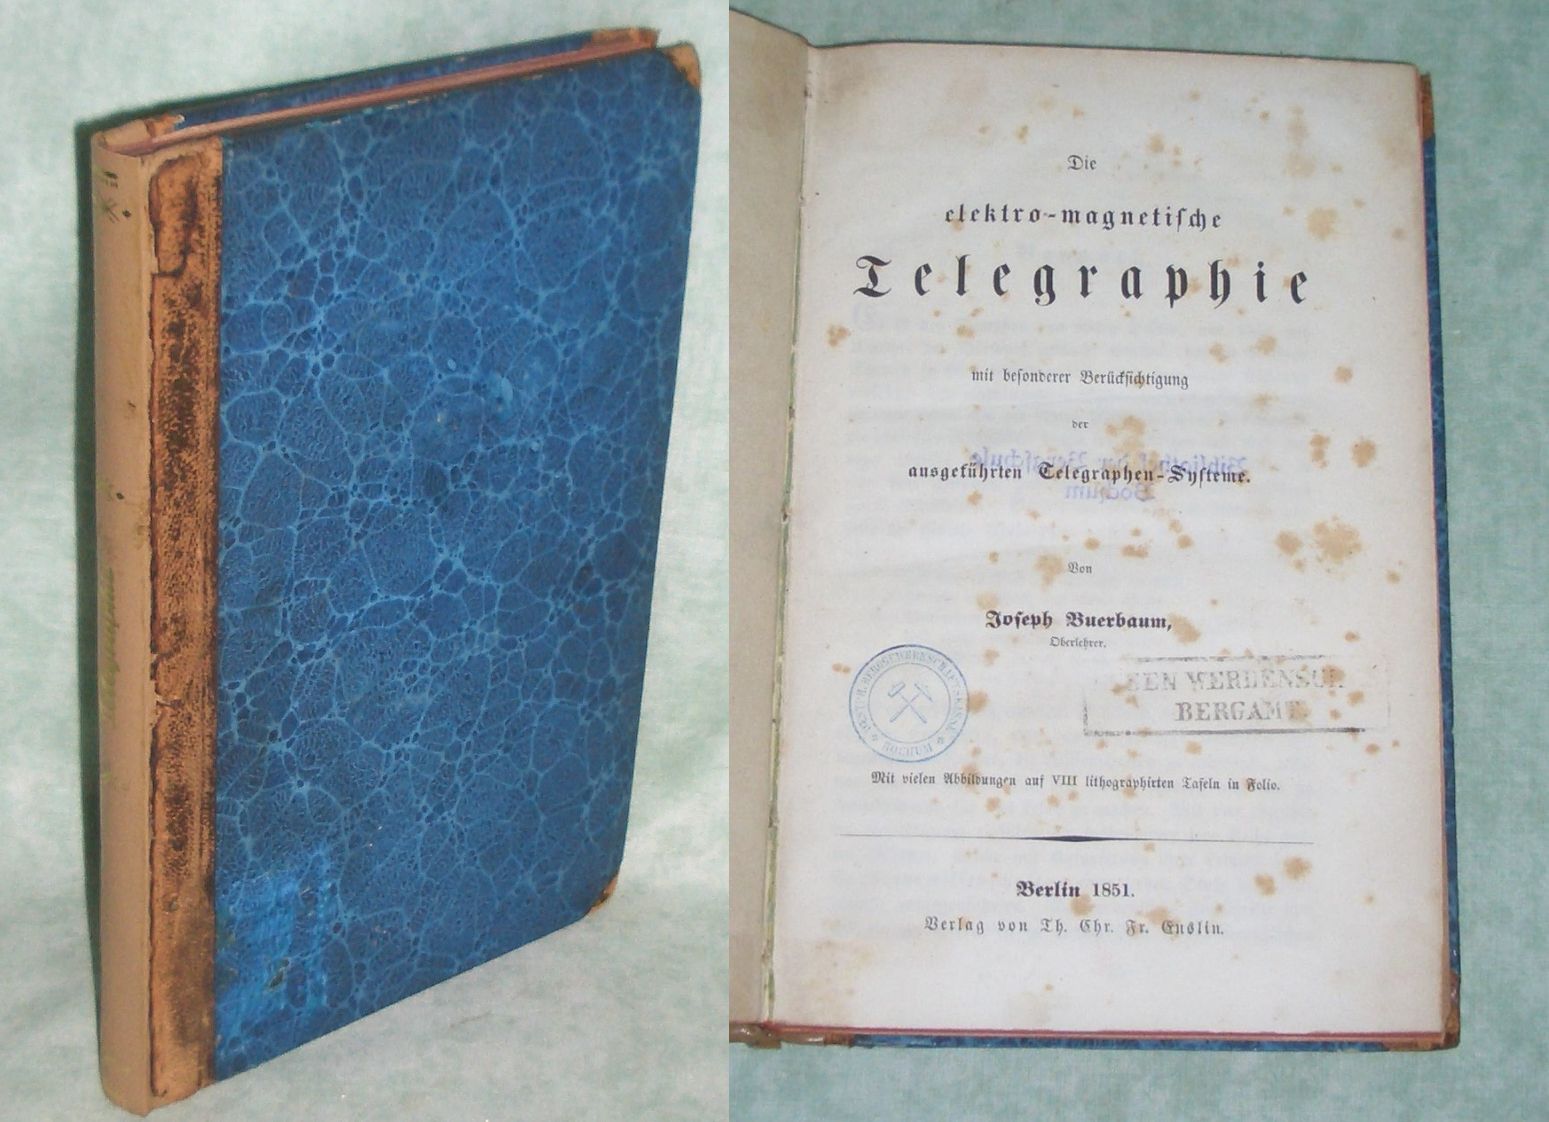 Die
elektro-magnetiſche
Telegraphie
mit beſonderer Berückſichtigung
der
ausgeführten Telegraphen-Syſteme.
Von
Joſeph Buerbaum,
Oberlehrer.
BOCHUM
BERGAMT
Mit vielen Abbildungen auf VIII lithographirten Tafeln in Folio.
Berlin 1851.
Verlag von Th. Chr. Fr. Enslin.